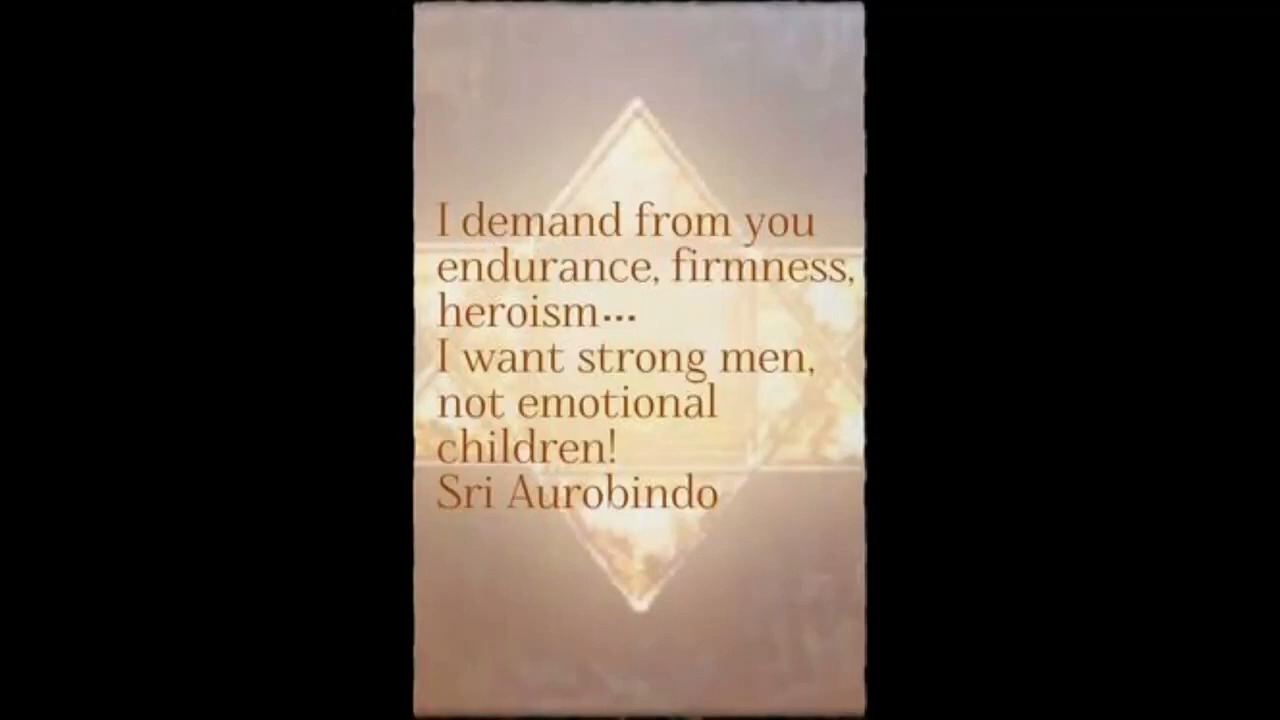 I demand from you
endurance, firmness,
heroism...
I want strong men,
not emotional
children!
Sri Aurobindo